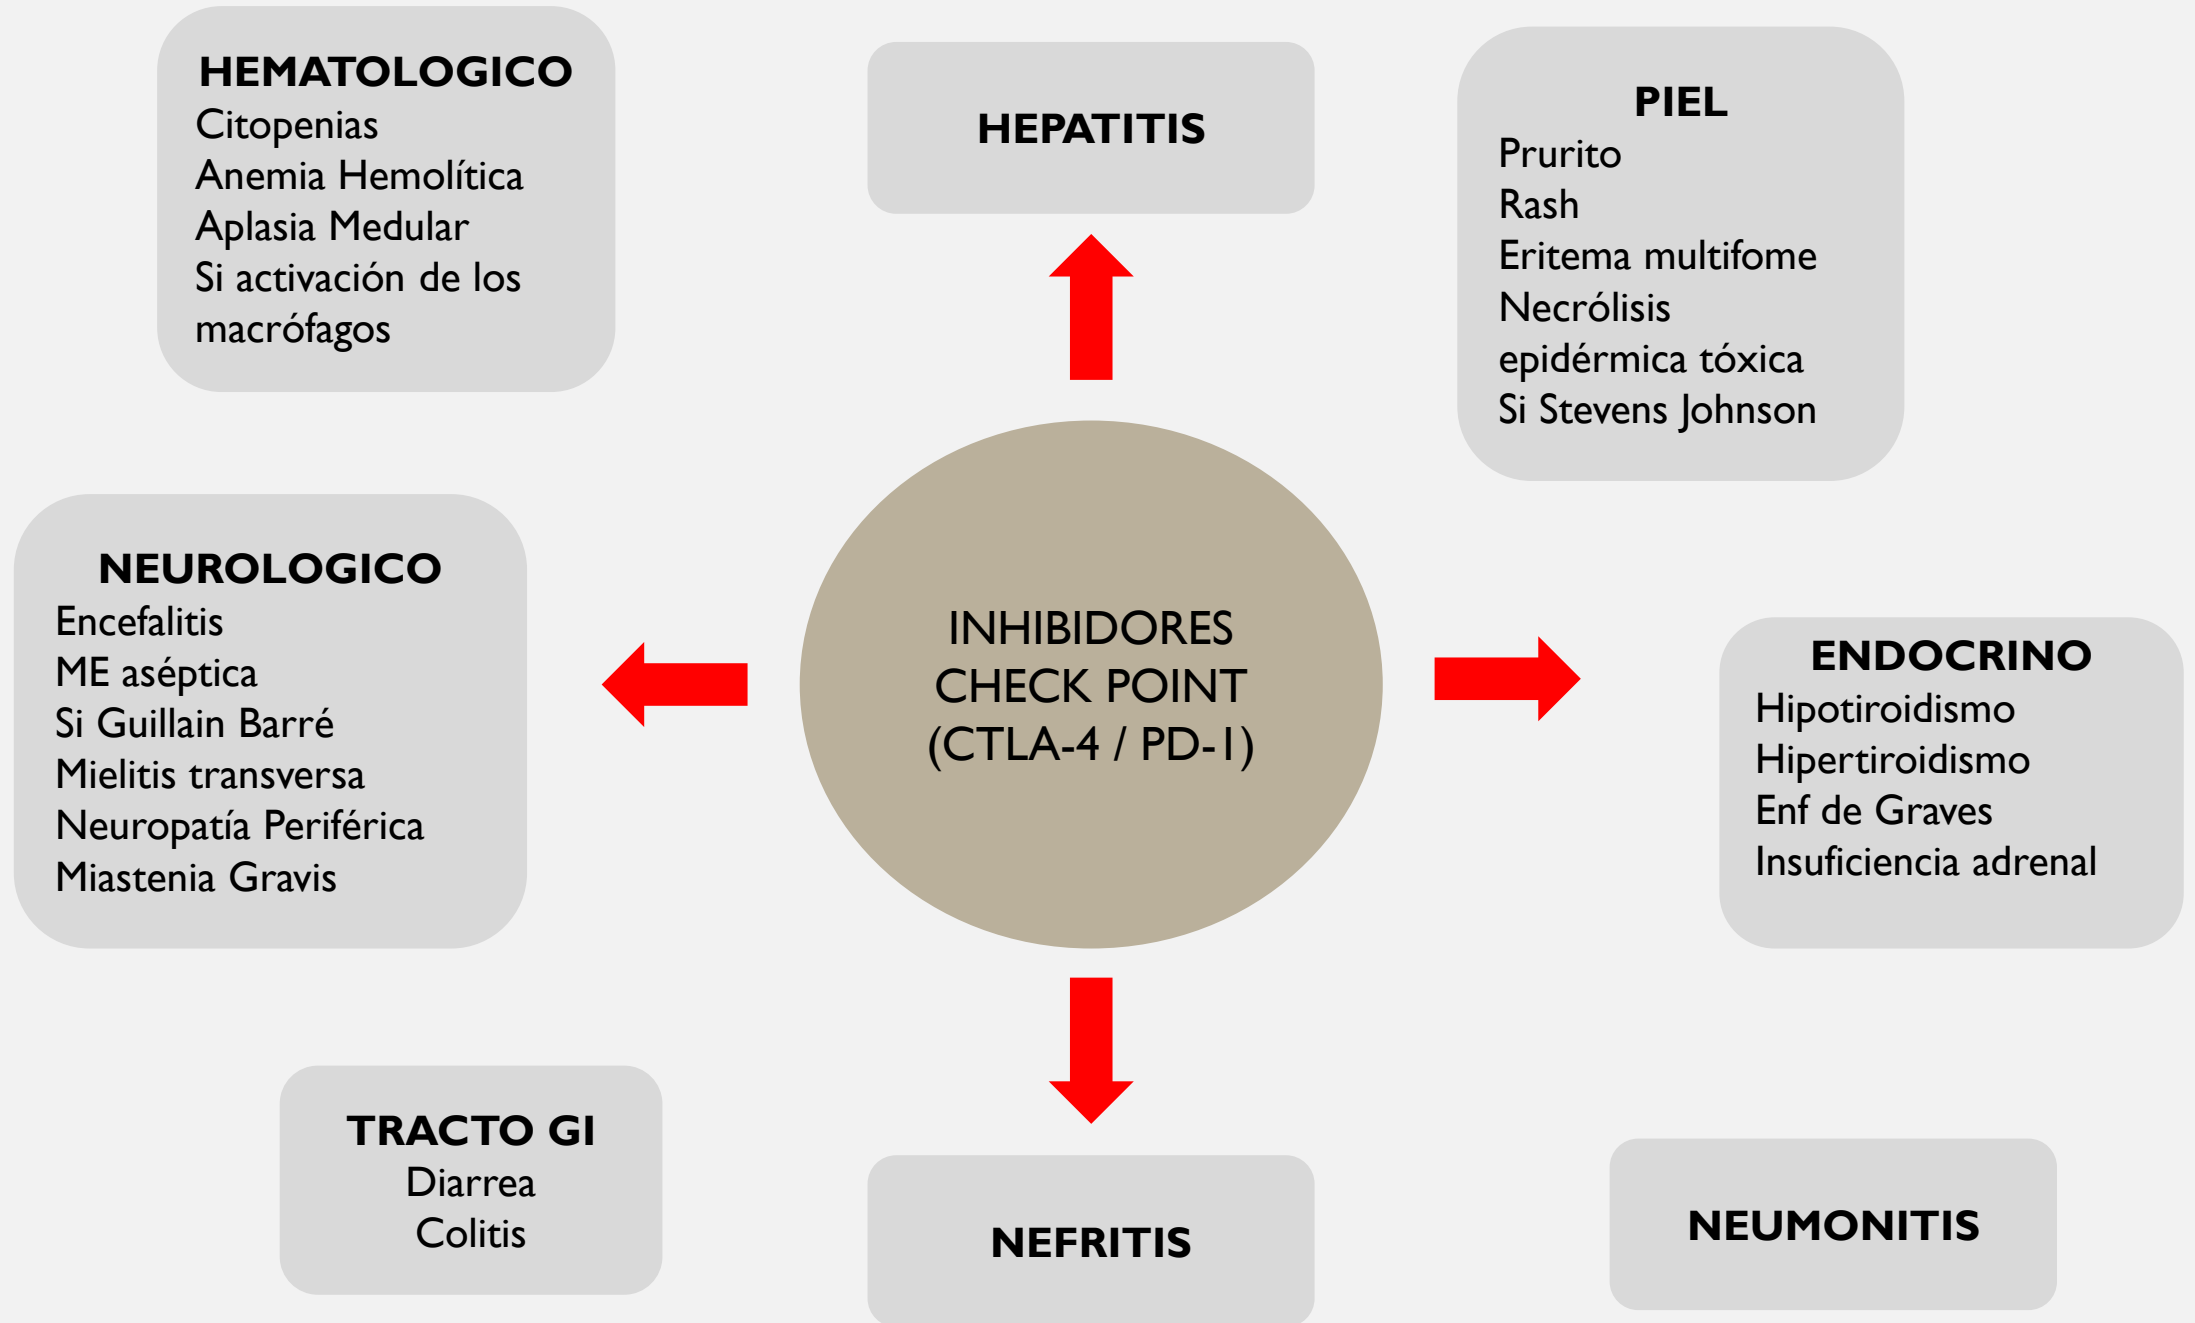 HEMATOLOGICO
Citopenias
Anemia Hemolítica
Aplasia Medular
Si activación de los
macrófagos
HEPATITIS
PIEL
Prurito
Rash
Eritema multifome
Necrólisis
epidérmica tóxica
Si Stevens Johnson
NEUROLOGICO
Encefalitis
ME aséptica
Si Guillain Barré
Mielitis transversa
Neuropatía Periférica
Miastenia Gravis
INHIBIDORES
CHECK POINT
(CTLA-4 / PD-1)
ENDOCRINO
Hipotiroidismo
Hipertiroidismo
Enf de Graves
Insuficiencia adrenal
TRACTO GI
Diarrea
Colitis
NEFRITIS
NEUMONITIS